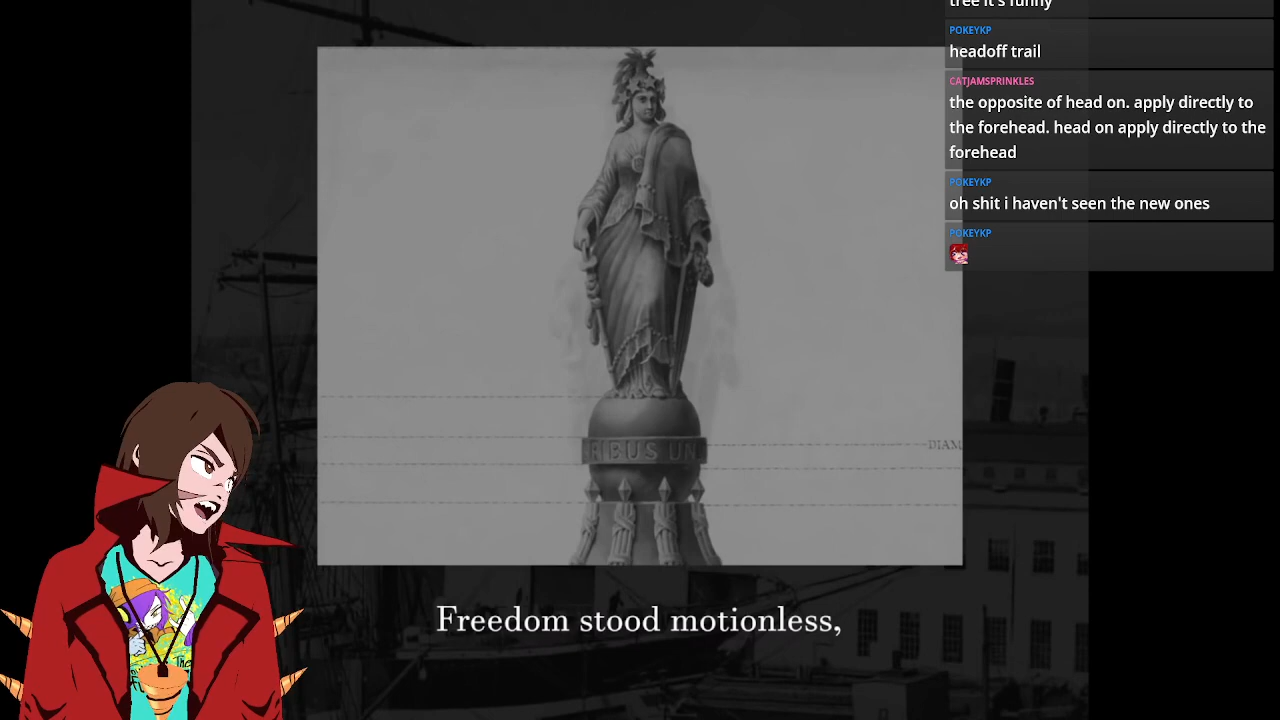 tree it's funny
POKEYKP
headoff trail
CATJAMSPRINKLES
the opposite of head on. apply directly to
the forehead. head on apply directly to the
forehead
POKEYKP
oh shit i haven't seen the new ones
POKEYKP
RIBUS UN
DIAM
Freedom stood motionless,